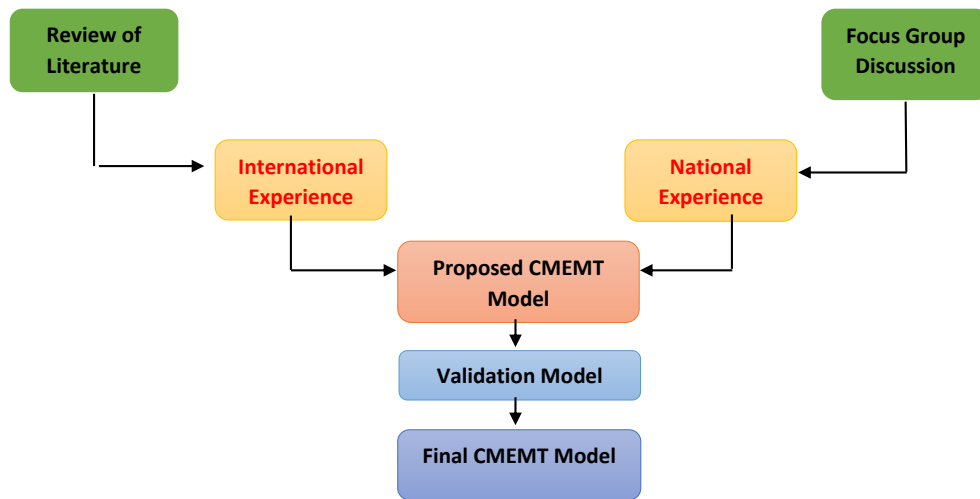 Review of
Literature
Focus Group
Discussion
International
Experience
National
Experience
Proposed CMEMT
Model
Validation Model
Final CMEMT Model